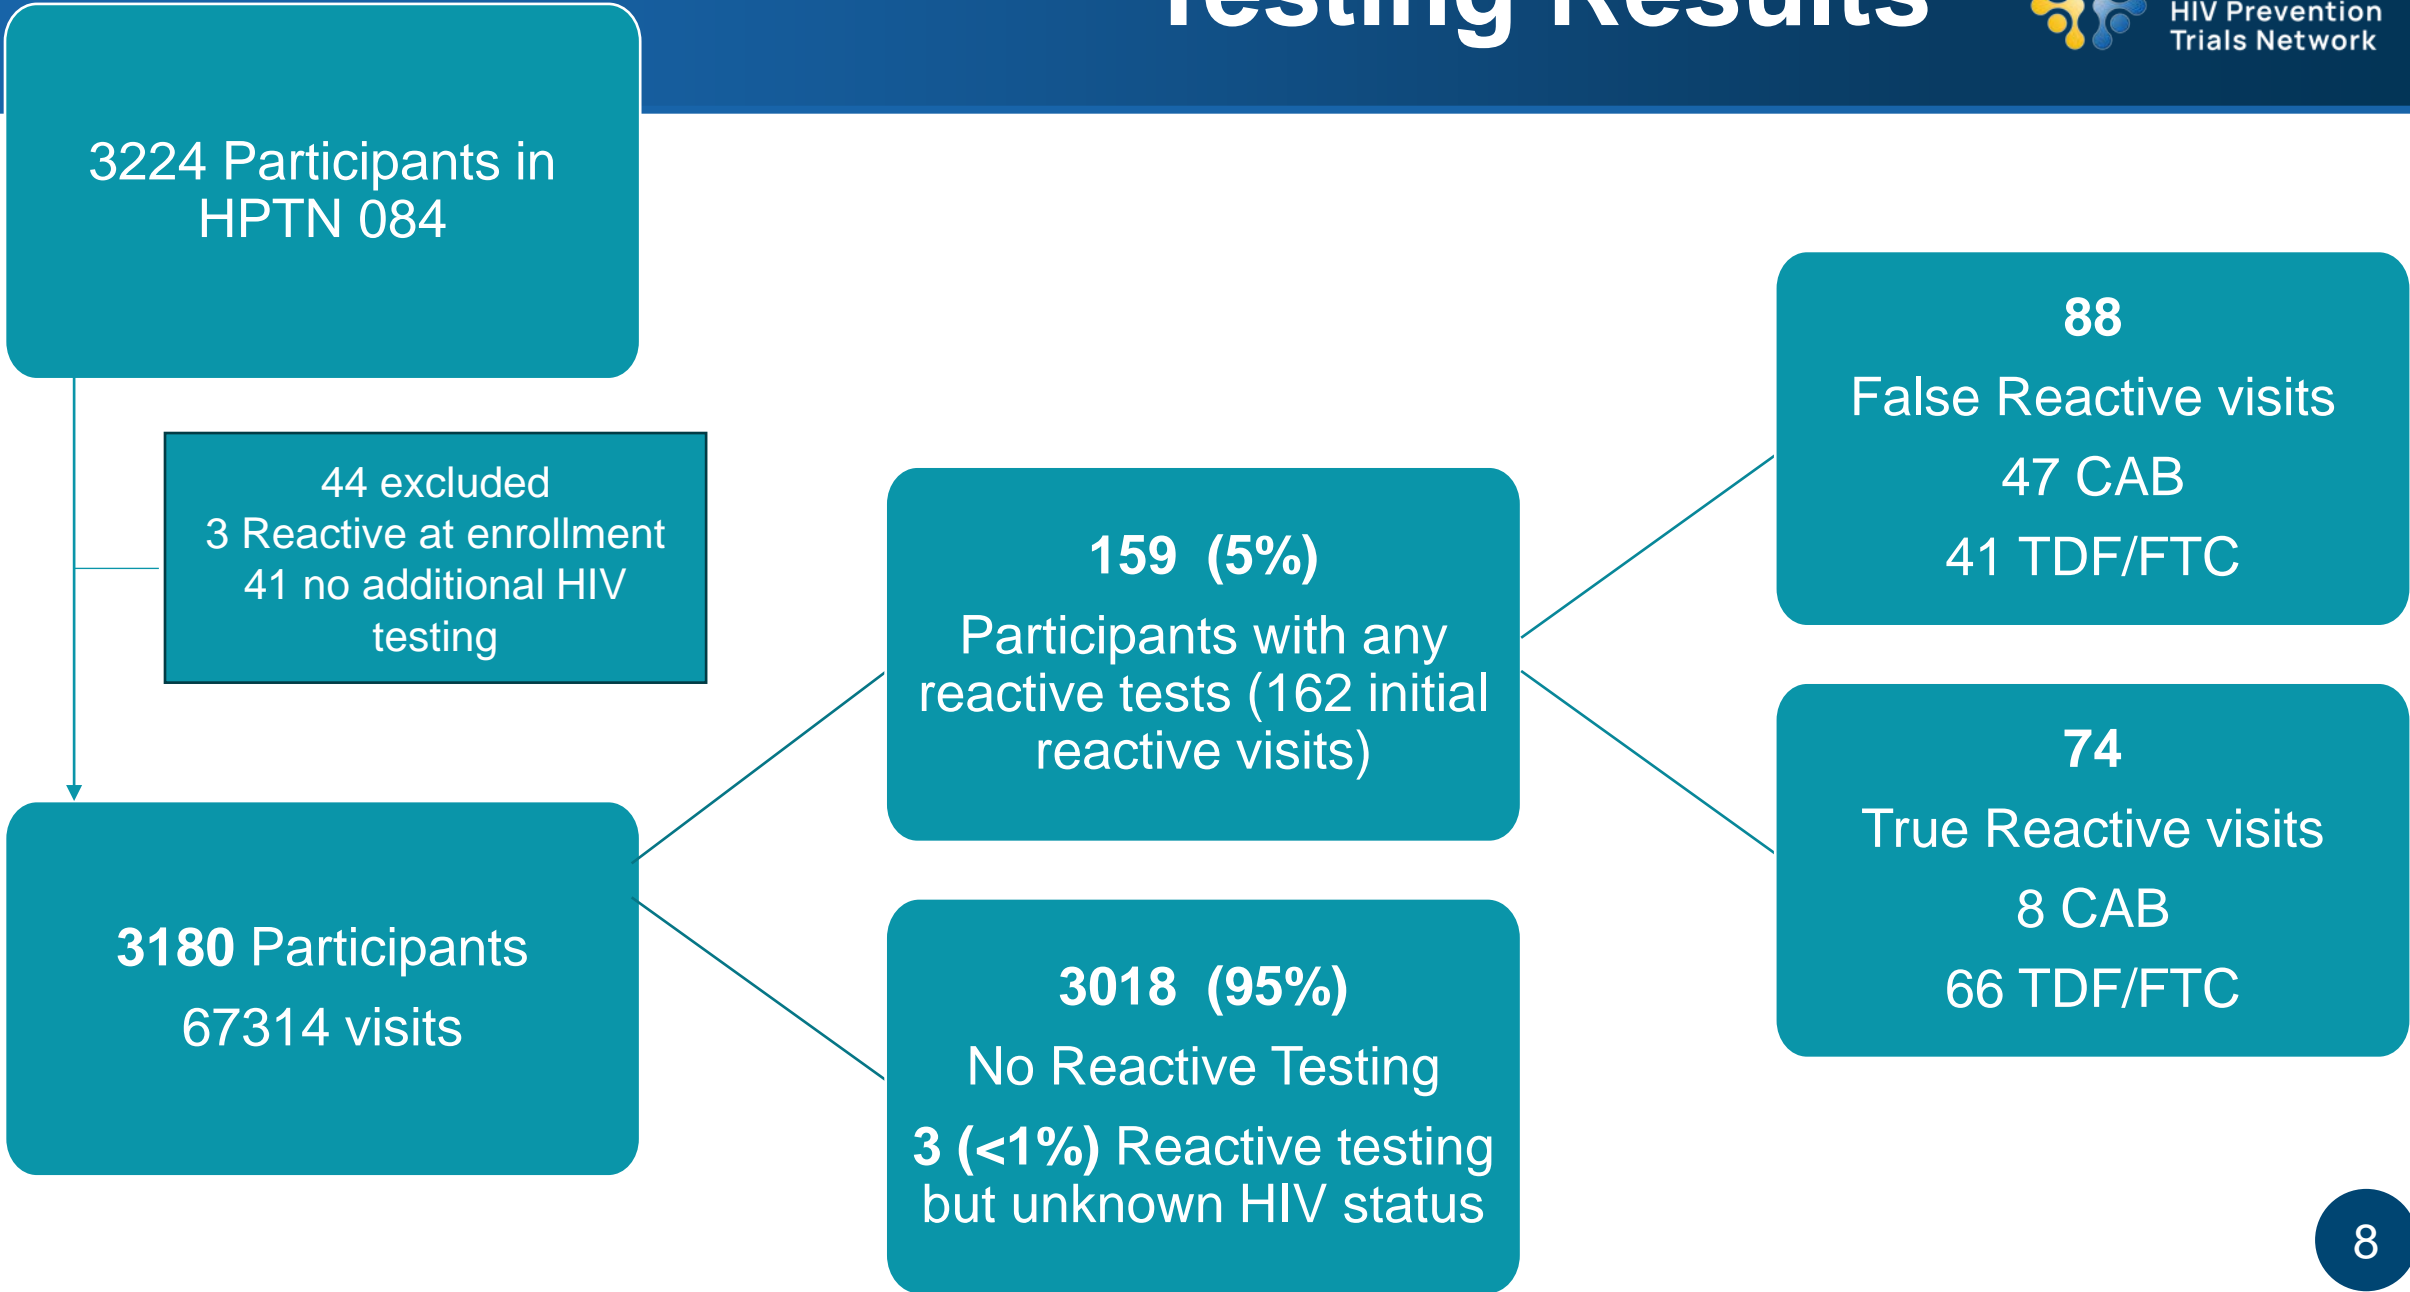 Testing Results
HIV Prevention
Trials Network
3224 Participants in
HPTN 084
44 excluded
3 Reactive at enrollment
41 no additional HIV
testing
3180 Participants
67314 visits
159 (5%)
Participants with any
reactive tests (162 initial
reactive visits)
3018 (95%)
No Reactive Testing
3 (<1%) Reactive testing
but unknown HIV status
88
False Reactive visits
47 CAB
41 TDF/FTC
74
True Reactive visits
8 CAB
66 TDF/FTC
8